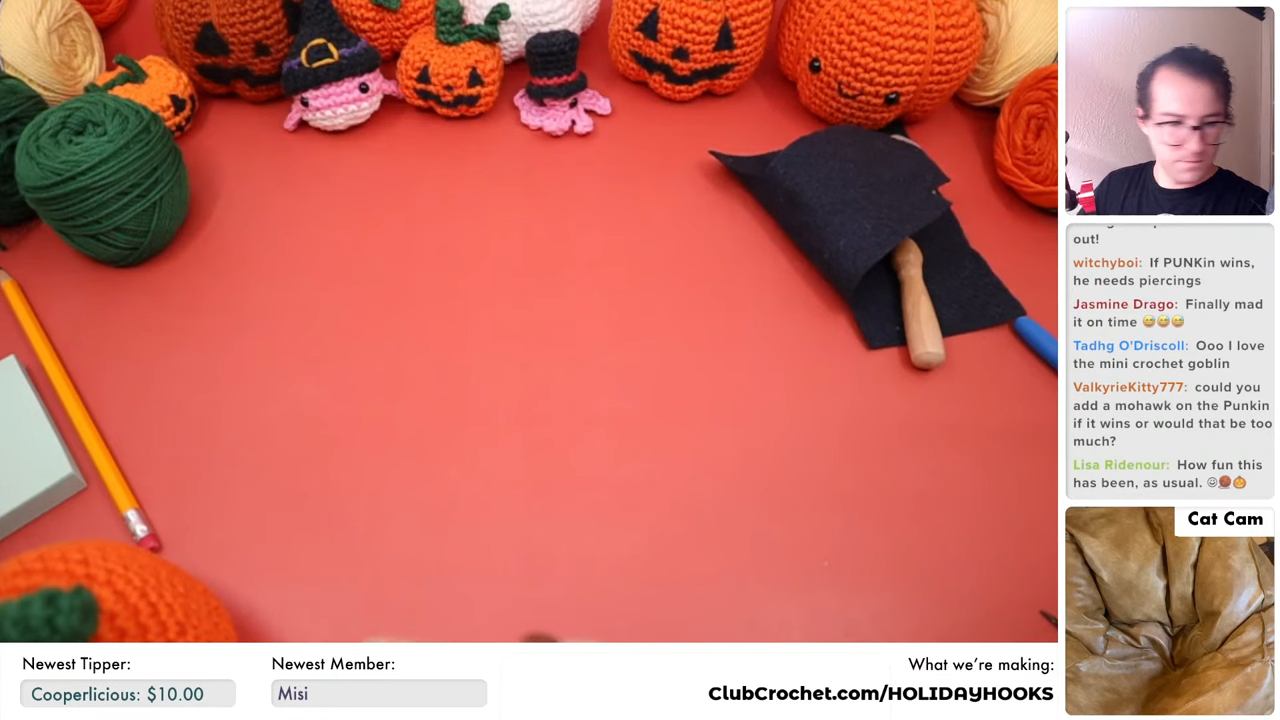 out!
witchyboi: If PUNKin wins,
he needs piercings
Jasmine Drago: Finally mad
it on time 😅😅😅
Tadhg O'Driscoll: Ooo I love
the mini crochet goblin
ValkyrieKitty777: could you
add a mohawk on the Punkin
if it wins or would that be too
much?
Lisa Ridenour: How fun this
has been, as usual. ☺🧶🎃
Cat Cam
Newest Tipper:
Cooperlicious: $10.00
Newest Member:
Misi
What we're making:
ClubCrochet.com/HOLIDAYHOOKS